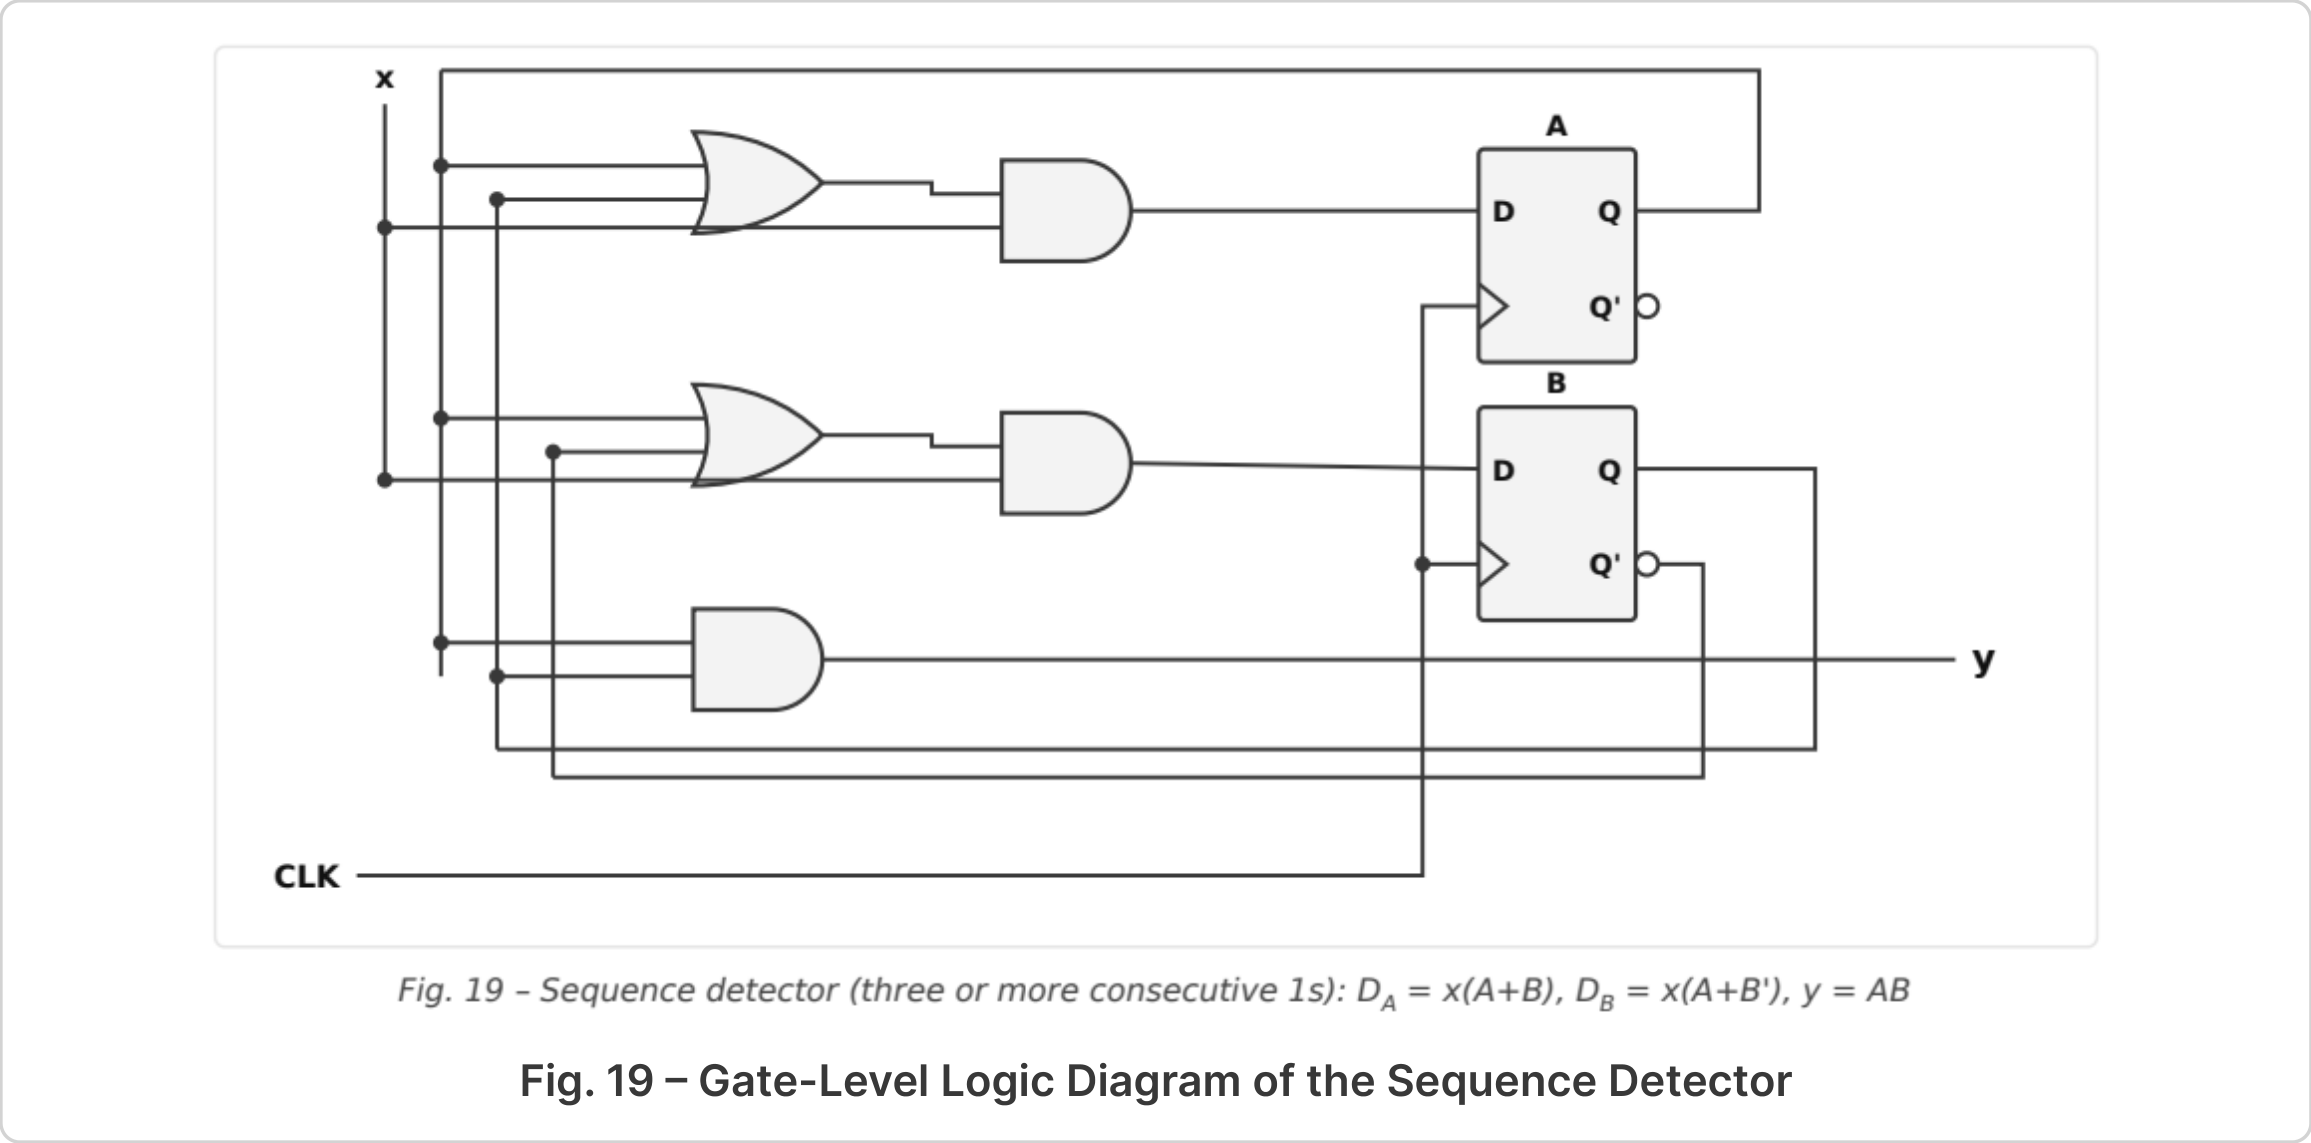 x
A
D Q
Q'
B
D Q
Q'
y
CLK
Fig. 19 – Sequence detector (three or more consecutive 1s): D_A = x(A+B), D_B = x(A+B'), y = AB
Fig. 19 – Gate-Level Logic Diagram of the Sequence Detector